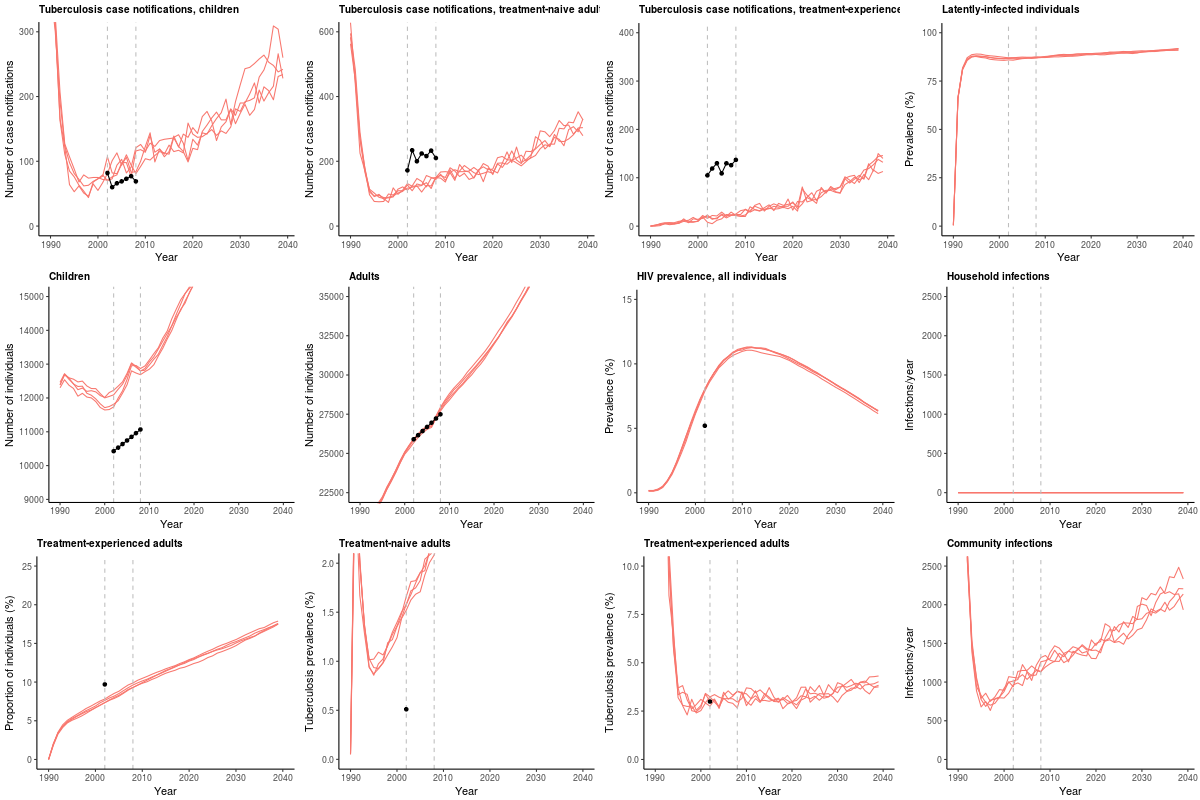 Tuberculosis case notifications, children
Number of case notifications
300
200
100
0
1990 2000 2010 2020 2030 2040
Year
Tuberculosis case notifications, treatment-naive adul
Number of case notifications
600
400
200
0
1990 2000 2010 2020 2030 2040
Year
Tuberculosis case notifications, treatment-experience
Number of case notifications
400
300
200
100
0
1990 2000 2010 2020 2030 2040
Year
Latently-infected individuals
Prevalence (%)
100
75
50
25
0
1990 2000 2010 2020 2030 2040
Year
Children
Number of individuals
15000
14000
13000
12000
11000
10000
9000
1990 2000 2010 2020 2030 2040
Year
Adults
Number of individuals
35000
32500
30000
27500
25000
22500
1990 2000 2010 2020 2030 2040
Year
HIV prevalence, all individuals
Prevalence (%)
15
10
5
0
1990 2000 2010 2020 2030 2040
Year
Household infections
Infections/year
2500
2000
1500
1000
500
0
1990 2000 2010 2020 2030 2040
Year
Treatment-experienced adults
Proportion of individuals (%)
25
20
15
10
5
0
1990 2000 2010 2020 2030 2040
Year
Treatment-naive adults
Tuberculosis prevalence (%)
2.0
1.5
1.0
0.5
0.0
1990 2000 2010 2020 2030 2040
Year
Treatment-experienced adults
Tuberculosis prevalence (%)
10.0
7.5
5.0
2.5
0.0
1990 2000 2010 2020 2030 2040
Year
Community infections
Infections/year
2500
2000
1500
1000
500
0
1990 2000 2010 2020 2030 2040
Year